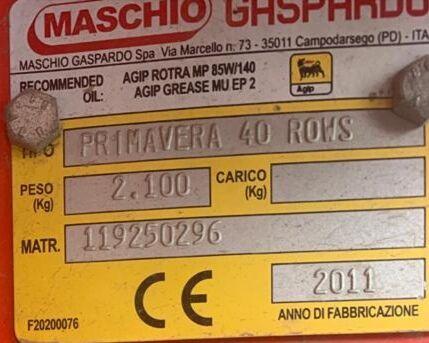 MASCHIO GASPARDO
MASCHIO GASPARDO Spa Via Marcello n. 73 - 35011 Campodarsego (PD) - ITA
RECOMMENDED OIL: AGIP ROTRA MP 85W/140
AGIP GREASE MU EP 2
Agip
PR1MAVERA 40 ROWS
PESO (Kg) 2.100 CARICO (Kg)
MATR. 119250296
CE 2011
F20200076 ANNO DI FABBRICAZIONE